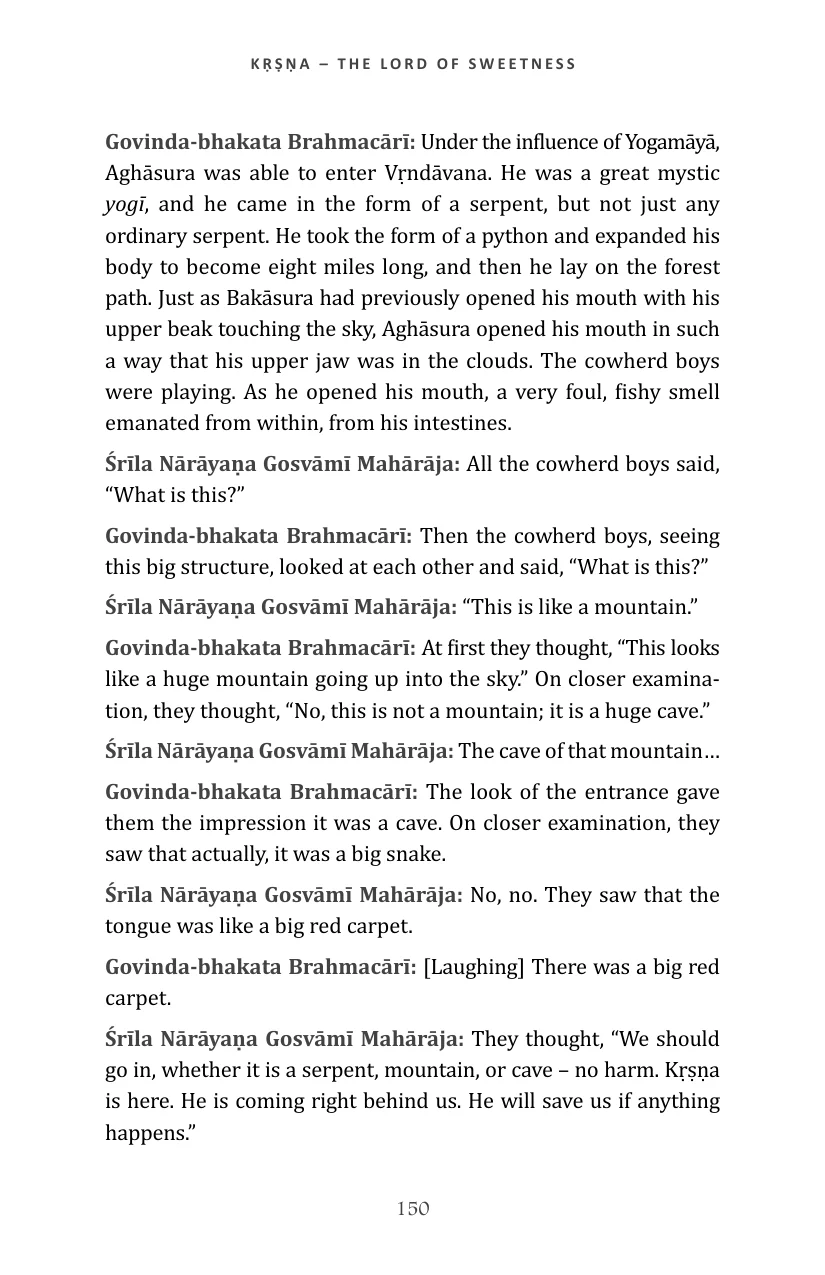 KṚṢṆA – THE LORD OF SWEETNESS
Govinda-bhakata Brahmacārī: Under the influence of Yogamāyā,
Aghāsura was able to enter Vṛndāvana. He was a great mystic
yogī, and he came in the form of a serpent, but not just any
ordinary serpent. He took the form of a python and expanded his
body to become eight miles long, and then he lay on the forest
path. Just as Bakāsura had previously opened his mouth with his
upper beak touching the sky, Aghāsura opened his mouth in such
a way that his upper jaw was in the clouds. The cowherd boys
were playing. As he opened his mouth, a very foul, fishy smell
emanated from within, from his intestines.
Śrīla Nārāyaṇa Gosvāmī Mahārāja: All the cowherd boys said,
“What is this?”
Govinda-bhakata Brahmacārī: Then the cowherd boys, seeing
this big structure, looked at each other and said, “What is this?”
Śrīla Nārāyaṇa Gosvāmī Mahārāja: “This is like a mountain.”
Govinda-bhakata Brahmacārī: At first they thought, “This looks
like a huge mountain going up into the sky.” On closer examina-
tion, they thought, “No, this is not a mountain; it is a huge cave.”
Śrīla Nārāyaṇa Gosvāmī Mahārāja: The cave of that mountain…
Govinda-bhakata Brahmacārī: The look of the entrance gave
them the impression it was a cave. On closer examination, they
saw that actually, it was a big snake.
Śrīla Nārāyaṇa Gosvāmī Mahārāja: No, no. They saw that the
tongue was like a big red carpet.
Govinda-bhakata Brahmacārī: [Laughing] There was a big red
carpet.
Śrīla Nārāyaṇa Gosvāmī Mahārāja: They thought, “We should
go in, whether it is a serpent, mountain, or cave – no harm. Kṛṣṇa
is here. He is coming right behind us. He will save us if anything
happens.”
150